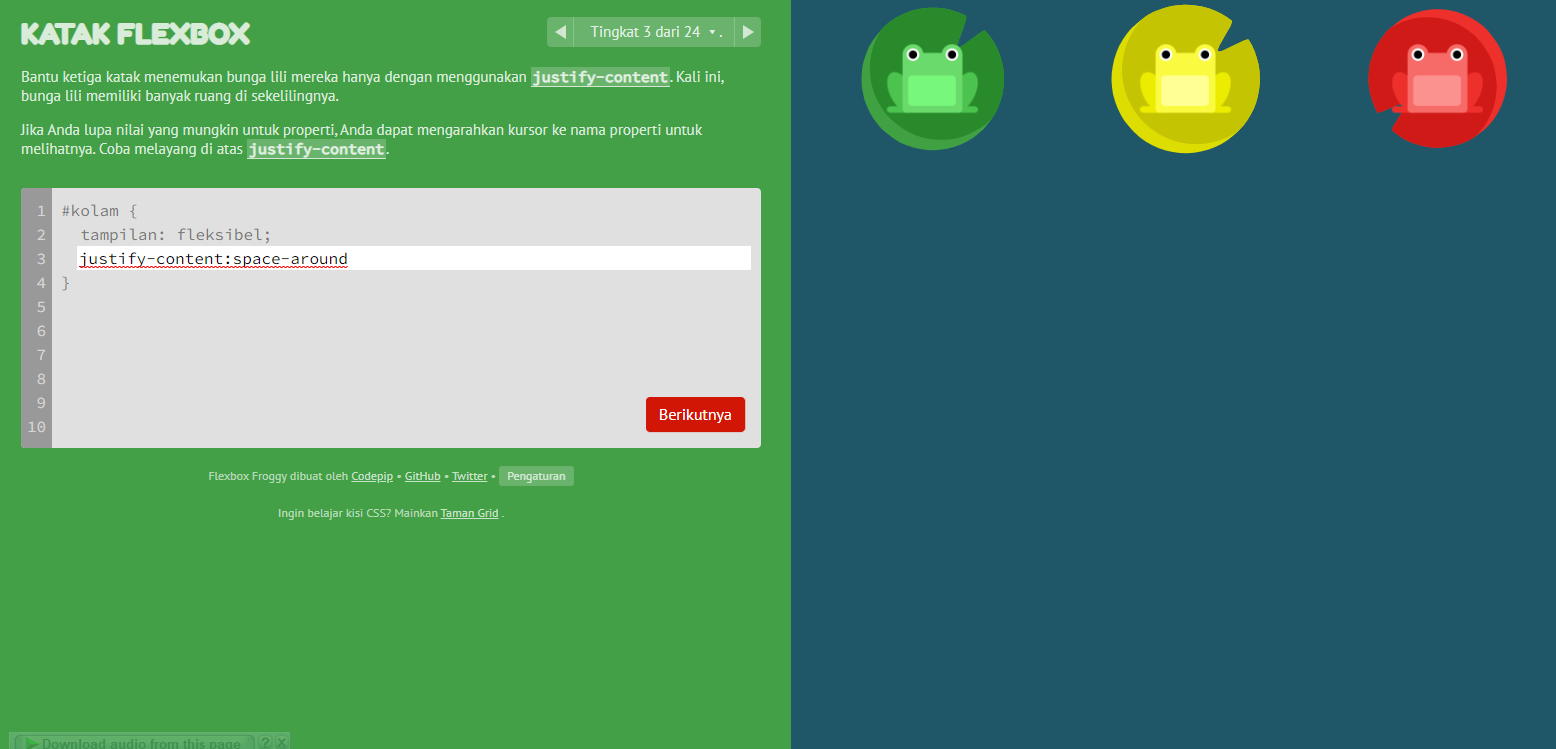 KATAK FLEXBOX
Tingkat 3 dari 24 ▾ .
Bantu ketiga katak menemukan bunga lili mereka hanya dengan menggunakan justify-content. Kali ini,
bunga lili memiliki banyak ruang di sekelilingnya.
Jika Anda lupa nilai yang mungkin untuk properti, Anda dapat mengarahkan kursor ke nama properti untuk
melihatnya. Coba melayang di atas justify-content.
1 #kolam {
2 tampilan: fleksibel;
3 justify-content:space-around
4 }
5
6
7
8
9
10
Berikutnya
Flexbox Froggy dibuat oleh Codepip • GitHub • Twitter • Pengaturan
Ingin belajar kisi CSS? Mainkan Taman Grid .
Download audio from this page ? X